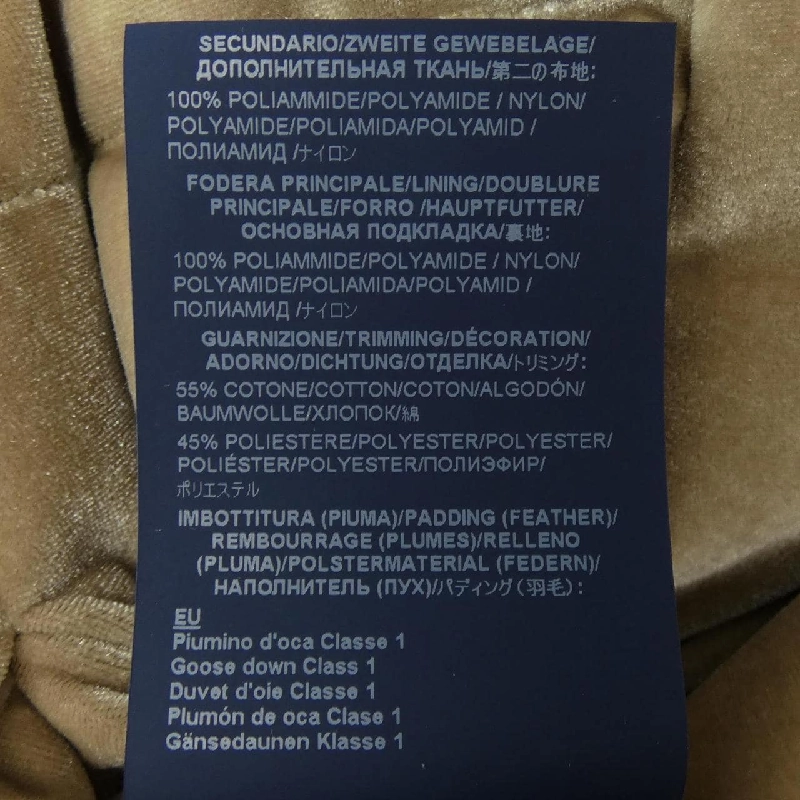 SECUNDARIO/ZWEITE GEWEBELAGE/
ДОПОЛНИТЕЛЬНАЯ ТКАНЬ/第二の布地:
100% POLIAMMIDE/POLYAMIDE / NYLON/
POLYAMIDE/POLIAMIDA/POLYAMID /
ПОЛИАМИД /ナイロン
FODERA PRINCIPALE/LINING/DOUBLURE
PRINCIPALE/FORRO /HAUPTFUTTER/
ОСНОВНАЯ ПОДКЛАДКА/裏地:
100% POLIAMMIDE/POLYAMIDE / NYLON/
POLYAMIDE/POLIAMIDA/POLYAMID /
ПОЛИАМИД /ナイロン
GUARNIZIONE/TRIMMING/DÉCORATION/
ADORNO/DICHTUNG/ОТДЕЛКА/トリミング:
55% COTONE/COTTON/COTON/ALGODÓN/
BAUMWOLLE/ХЛОПОК/綿
45% POLIESTERE/POLYESTER/POLYESTER/
POLIÉSTER/POLYESTER/ПОЛИЭФИР/
ポリエステル
IMBOTTITURA (PIUMA)/PADDING (FEATHER)/
REMBOURRAGE (PLUMES)/RELLENO
(PLUMA)/POLSTERMATERIAL (FEDERN)/
НАПОЛНИТЕЛЬ (ПУХ)/パディング(羽毛):
EU
Piumino d'oca Classe 1
Goose down Class 1
Duvet d'oie Classe 1
Plumón de oca Clase 1
Gänsedaunen Klasse 1